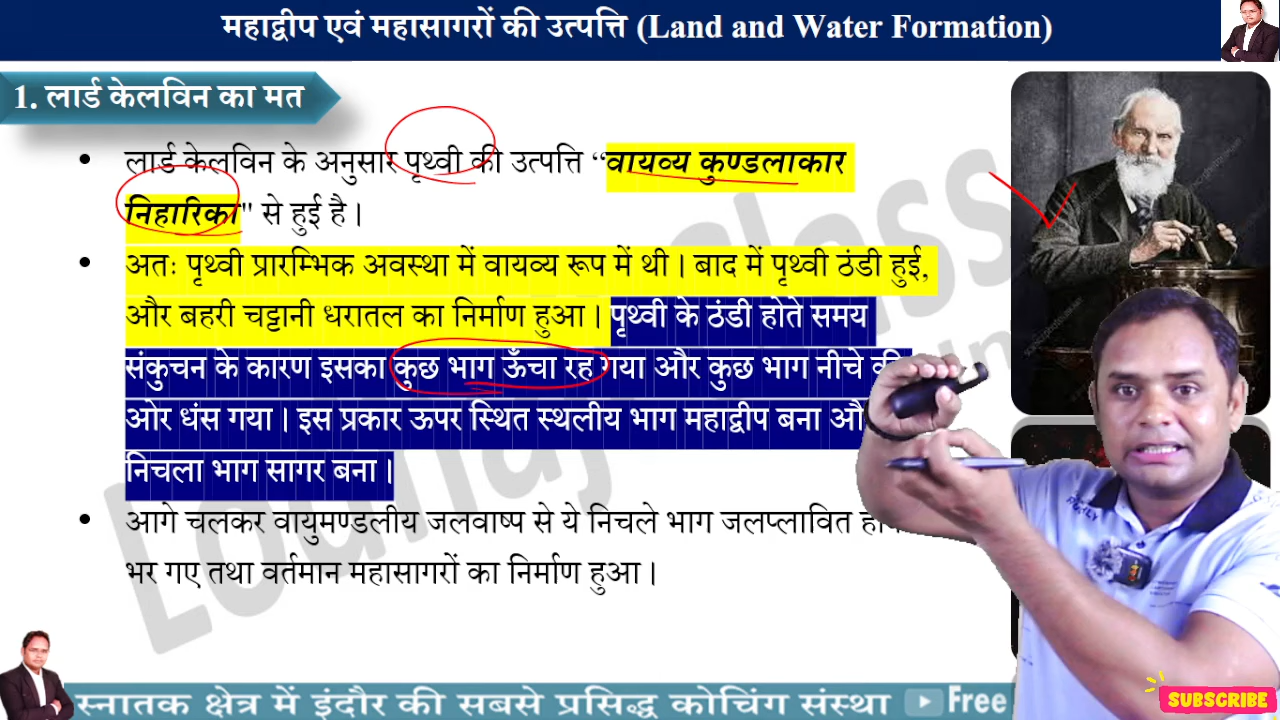 महाद्वीप एवं महासागरों की उत्पत्ति (Land and Water Formation)
1. लार्ड केलविन का मत
• लार्ड केलविन के अनुसार पृथ्वी की उत्पत्ति “वायव्य कुण्डलाकार
निहारिका" से हुई है।
• अतः पृथ्वी प्रारम्भिक अवस्था में वायव्य रूप में थी। बाद में पृथ्वी ठंडी हुई,
और बहरी चट्टानी धरातल का निर्माण हुआ। पृथ्वी के ठंडी होते समय
संकुचन के कारण इसका कुछ भाग ऊँचा रह गया और कुछ भाग नीचे की
ओर धंस गया। इस प्रकार ऊपर स्थित स्थलीय भाग महाद्वीप बना
निचला भाग सागर बना।
• आगे चलकर वायुमण्डलीय जलवाष्प से ये निचले भाग जलप्लावित
भर गए तथा वर्तमान महासागरों का निर्माण हुआ।
स्नातक क्षेत्र में इंदौर की सबसे प्रसिद्ध कोचिंग संस्था Free
SUBSCRIBE